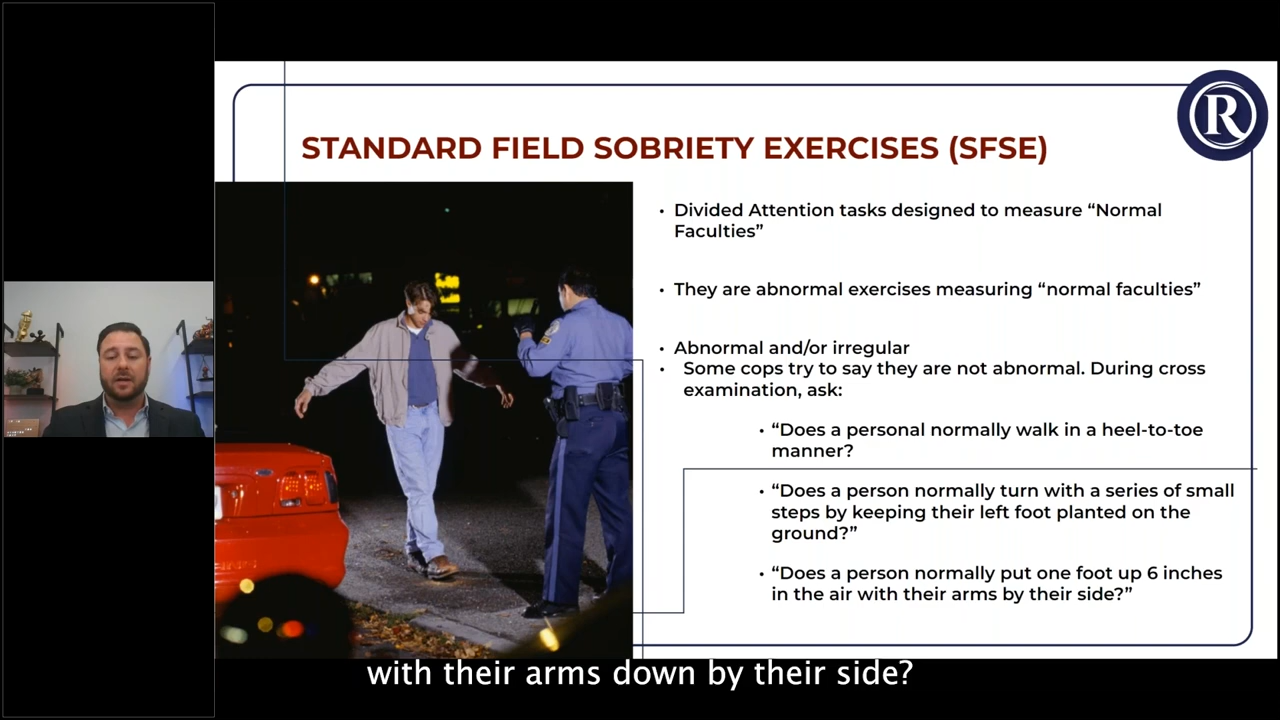 R
STANDARD FIELD SOBRIETY EXERCISES (SFSE)
• Divided Attention tasks designed to measure “Normal
Faculties”
• They are abnormal exercises measuring “normal faculties”
• Abnormal and/or irregular
• Some cops try to say they are not abnormal. During cross
examination, ask:
• “Does a personal normally walk in a heel-to-toe
manner?
• “Does a person normally turn with a series of small
steps by keeping their left foot planted on the
ground?”
• “Does a person normally put one foot up 6 inches
in the air with their arms by their side?”
with their arms down by their side?